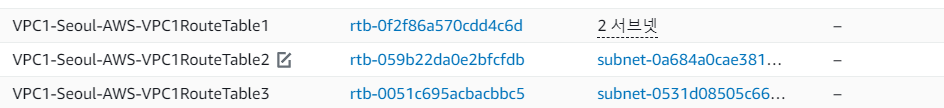 VPC1-Seoul-AWS-VPC1RouteTable1 rtb-0f2f86a570cdd4c6d 2 서브넷 –
VPC1-Seoul-AWS-VPC1RouteTable2 rtb-059b22da0e2bfcfdb subnet-0a684a0cae381... –
VPC1-Seoul-AWS-VPC1RouteTable3 rtb-0051c695acbacbbc5 subnet-0531d08505c66... –